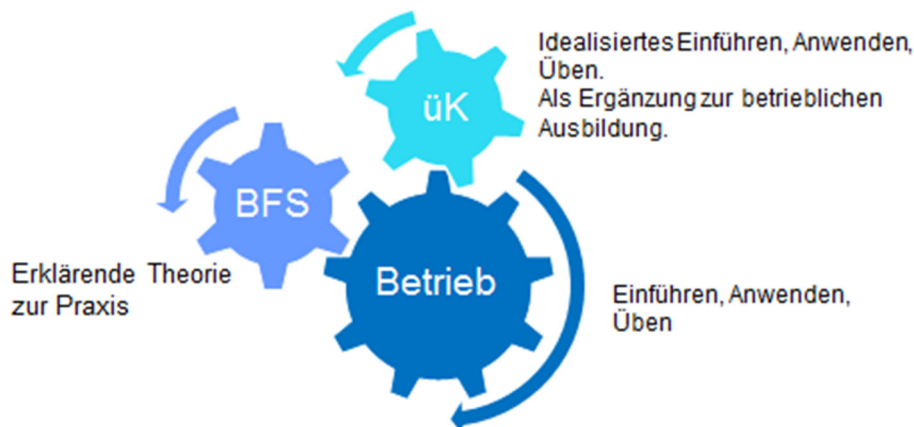 Idealisiertes Einführen, Anwenden,
Üben.
Als Ergänzung zur betrieblichen
Ausbildung.
üK
BFS
Erklärende Theorie
zur Praxis
Betrieb
Einführen, Anwenden,
Üben